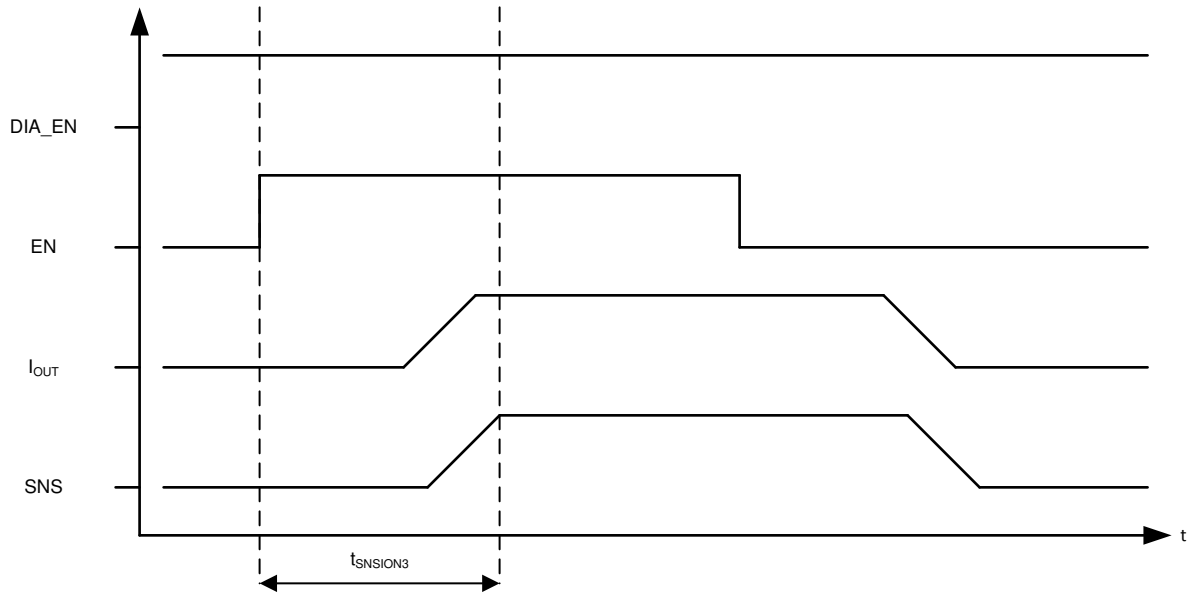 DIA_EN
EN
IOUT
SNS
t
tSNSION3